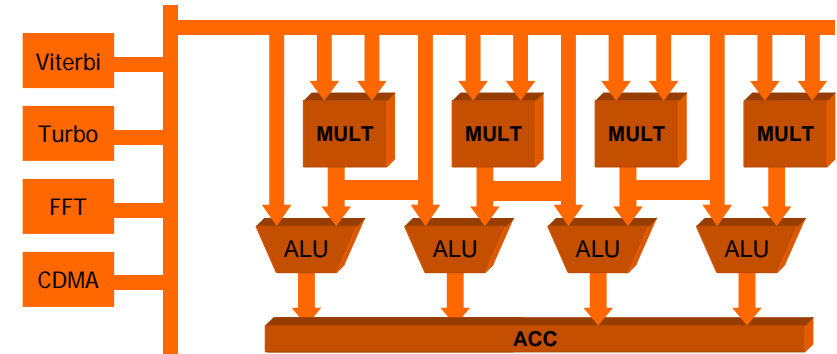 Viterbi
Turbo
FFT
CDMA
MULT MULT MULT MULT
ALU ALU ALU ALU
ACC